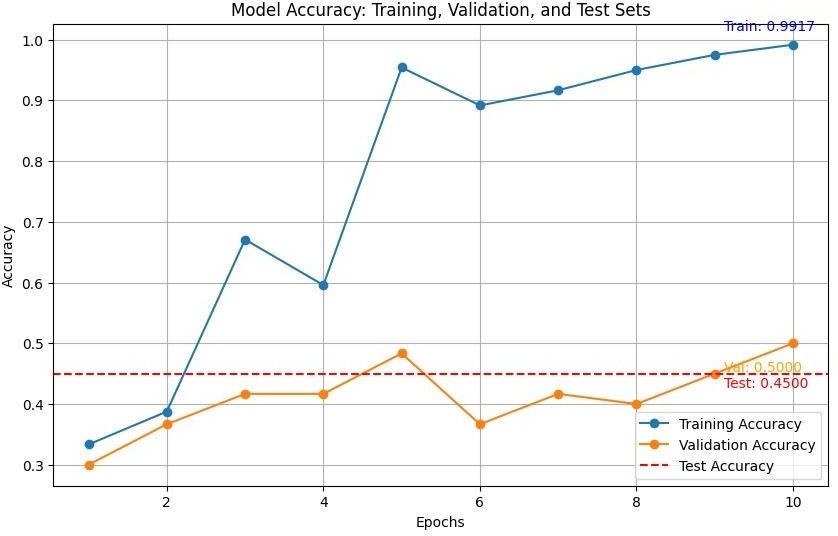 Model Accuracy: Training, Validation, and Test Sets
Train: 0.9917
1.0
0.9
0.8
0.7
0.6
0.5
0.4
0.3
Accuracy
Val: 0.5000
Test: 0.4500
Training Accuracy
Validation Accuracy
Test Accuracy
2 4 6 8 10
Epochs